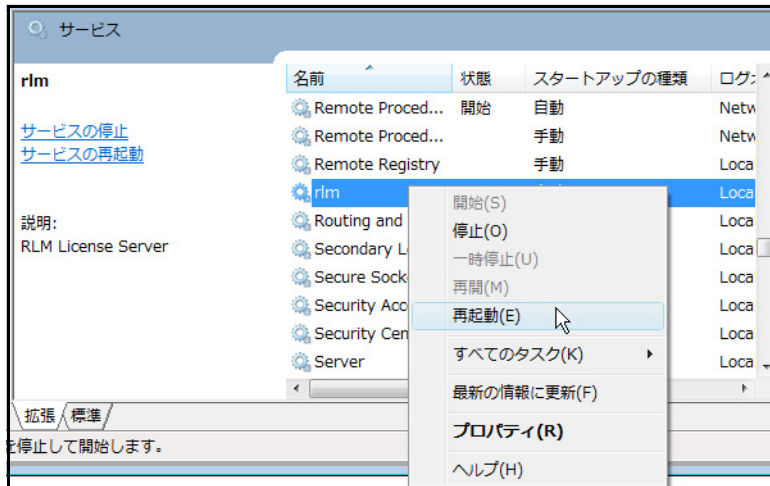 サービス
rlm
サービスの停止
サービスの再起動
説明:
RLM License Server
名前 状態 スタートアップの種類 ログ
Remote Proced... 開始 自動 Netw
Remote Proced... 手動 Netw
Remote Registry 手動 Loca
rlm Loca
Routing and Loca
Secondary L Loca
Secure Sock Loca
Security Acc Loca
Security Cen Loca
Server Loca
開始(S)
停止(O)
一時停止(U)
再開(M)
再起動(E)
すべてのタスク(K)
最新の情報に更新(F)
プロパティ(R)
ヘルプ(H)
拡張 標準
を停止して開始します。